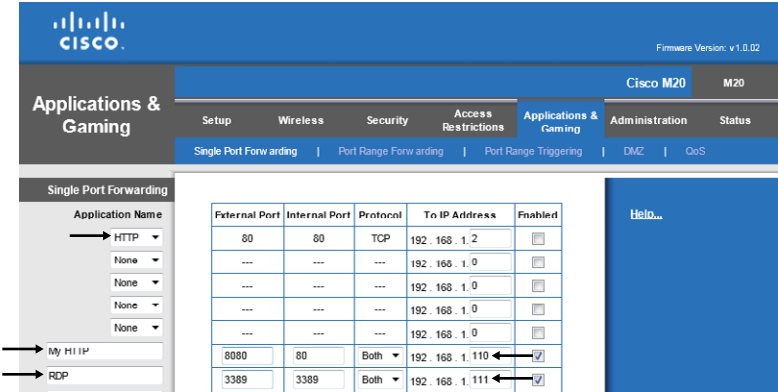 CISCO.
Firmware Version: v1.0.02
Cisco M20 M20
Applications &
Gaming
Setup Wireless Security Access Restrictions Applications & Gaming Administration Status
Single Port Forwarding | Port Range Forwarding | Port Range Triggering | DMZ | QoS
Single Port Forwarding
Application Name
External Port Internal Port Protocol To IP Address Enabled
Help...
HTTP 80 80 TCP 192 . 168 . 1. 2
None --- --- --- 192 . 168 . 1. 0
None --- --- --- 192 . 168 . 1. 0
None --- --- --- 192 . 168 . 1. 0
None --- --- --- 192 . 168 . 1. 0
My HTTP 8080 80 Both 192 . 168 . 1. 110
RDP 3389 3389 Both 192 . 168 . 1. 111